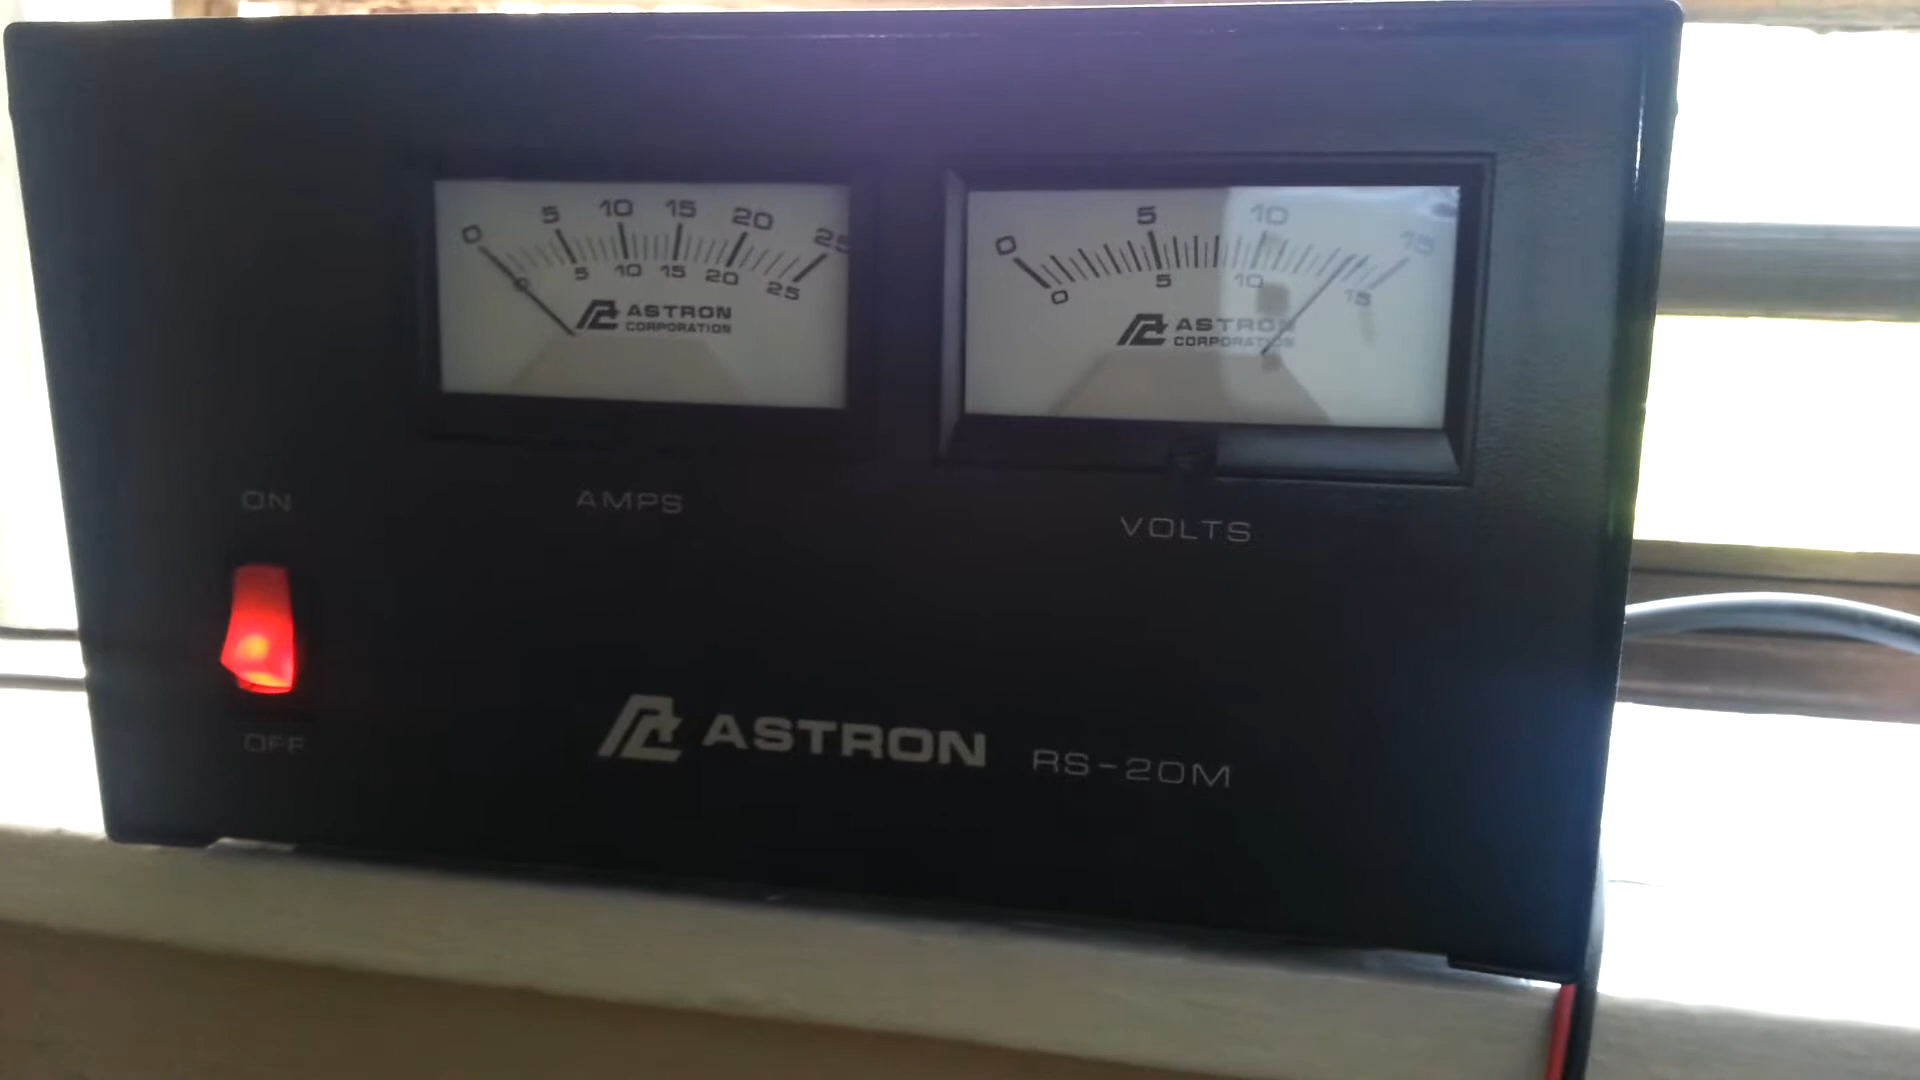 0 5 10 15 20 25
0 5 10 15 20 25
ASTRON
CORPORATION
0 5 10 15
0 5 10 15
ASTRON
CORPORATION
ON
AMPS
VOLTS
OFF
ASTRON RS-20M